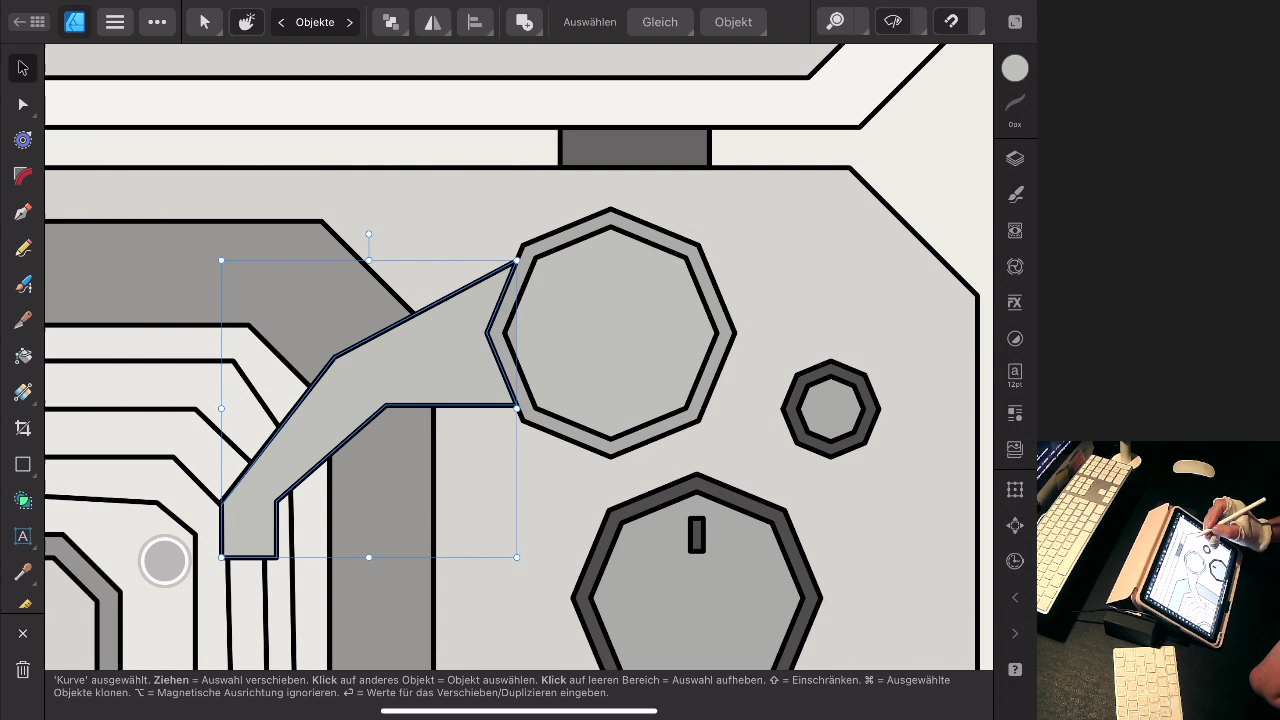 Objekte
Auswählen
Gleich
Objekt
0px
a
12pt
A
?
'Kurve' ausgewählt. Ziehen = Auswahl verschieben. Klick auf anderes Objekt = Objekt auswählen. Klick auf leeren Bereich = Auswahl aufheben. ⇧ = Einschränken. ⌘ = Ausgewählte
Objekte klonen. ⌥ = Magnetische Ausrichtung ignorieren. ⏎ = Werte für das Verschieben/Duplizieren eingeben.